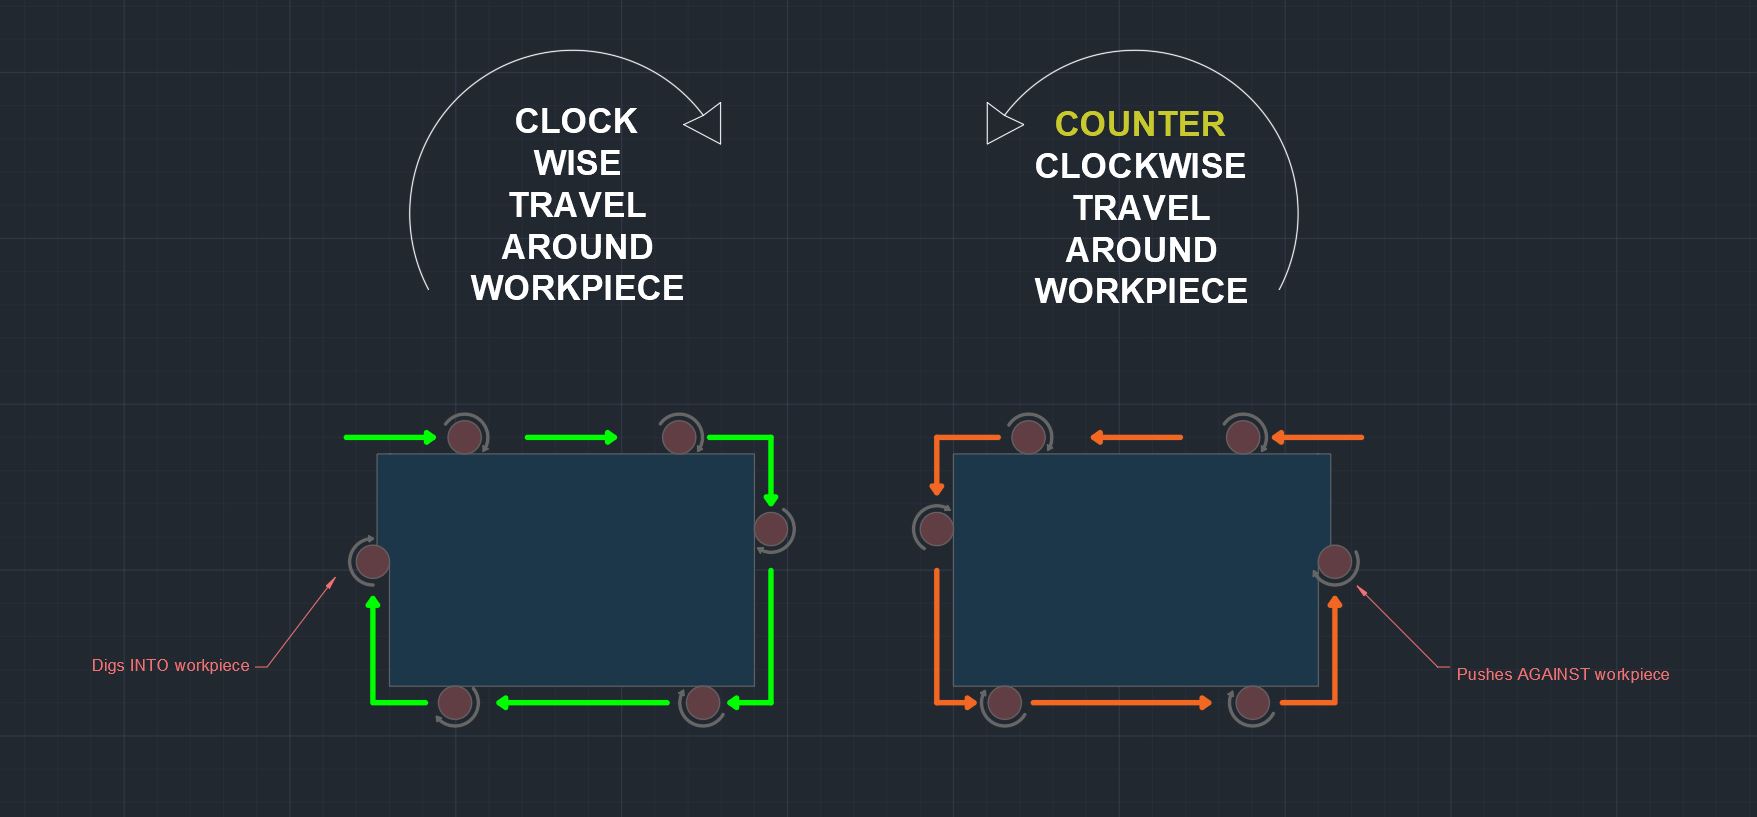 CLOCK
WISE
TRAVEL
AROUND
WORKPIECE
COUNTER
CLOCKWISE
TRAVEL
AROUND
WORKPIECE
Digs INTO workpiece
Pushes AGAINST workpiece